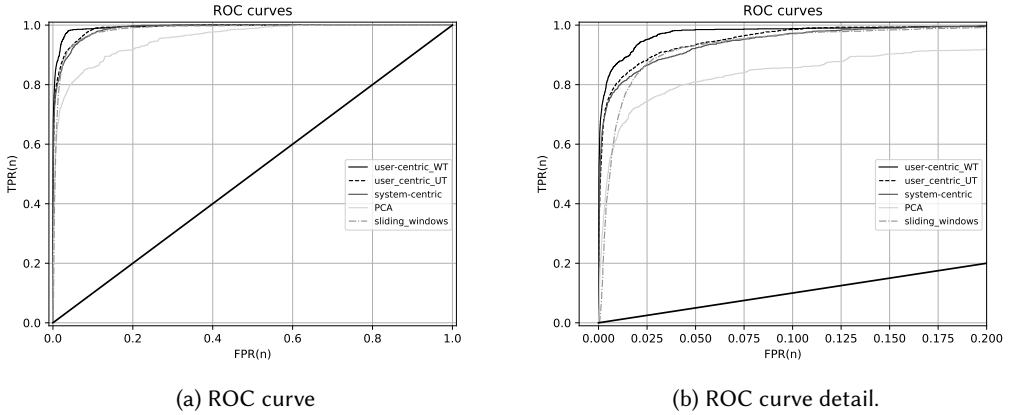 ROC curves
1.0
0.8
0.6
0.4
0.2
0.0
TPR(n)
user-centric_WT
user_centric_UT
system-centric
PCA
sliding_windows
0.0 0.2 0.4 0.6 0.8 1.0
FPR(n)
(a) ROC curve
ROC curves
1.0
0.8
0.6
0.4
0.2
0.0
TPR(n)
user-centric_WT
user_centric_UT
system-centric
PCA
sliding_windows
0.000 0.025 0.050 0.075 0.100 0.125 0.150 0.175 0.200
FPR(n)
(b) ROC curve detail.